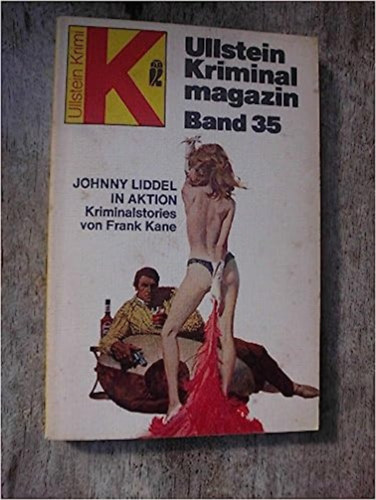 Ullstein Krimi
K
Ullstein
Kriminal
magazin
Band 35
JOHNNY LIDDEL
IN AKTION
Kriminalstories
von Frank Kane